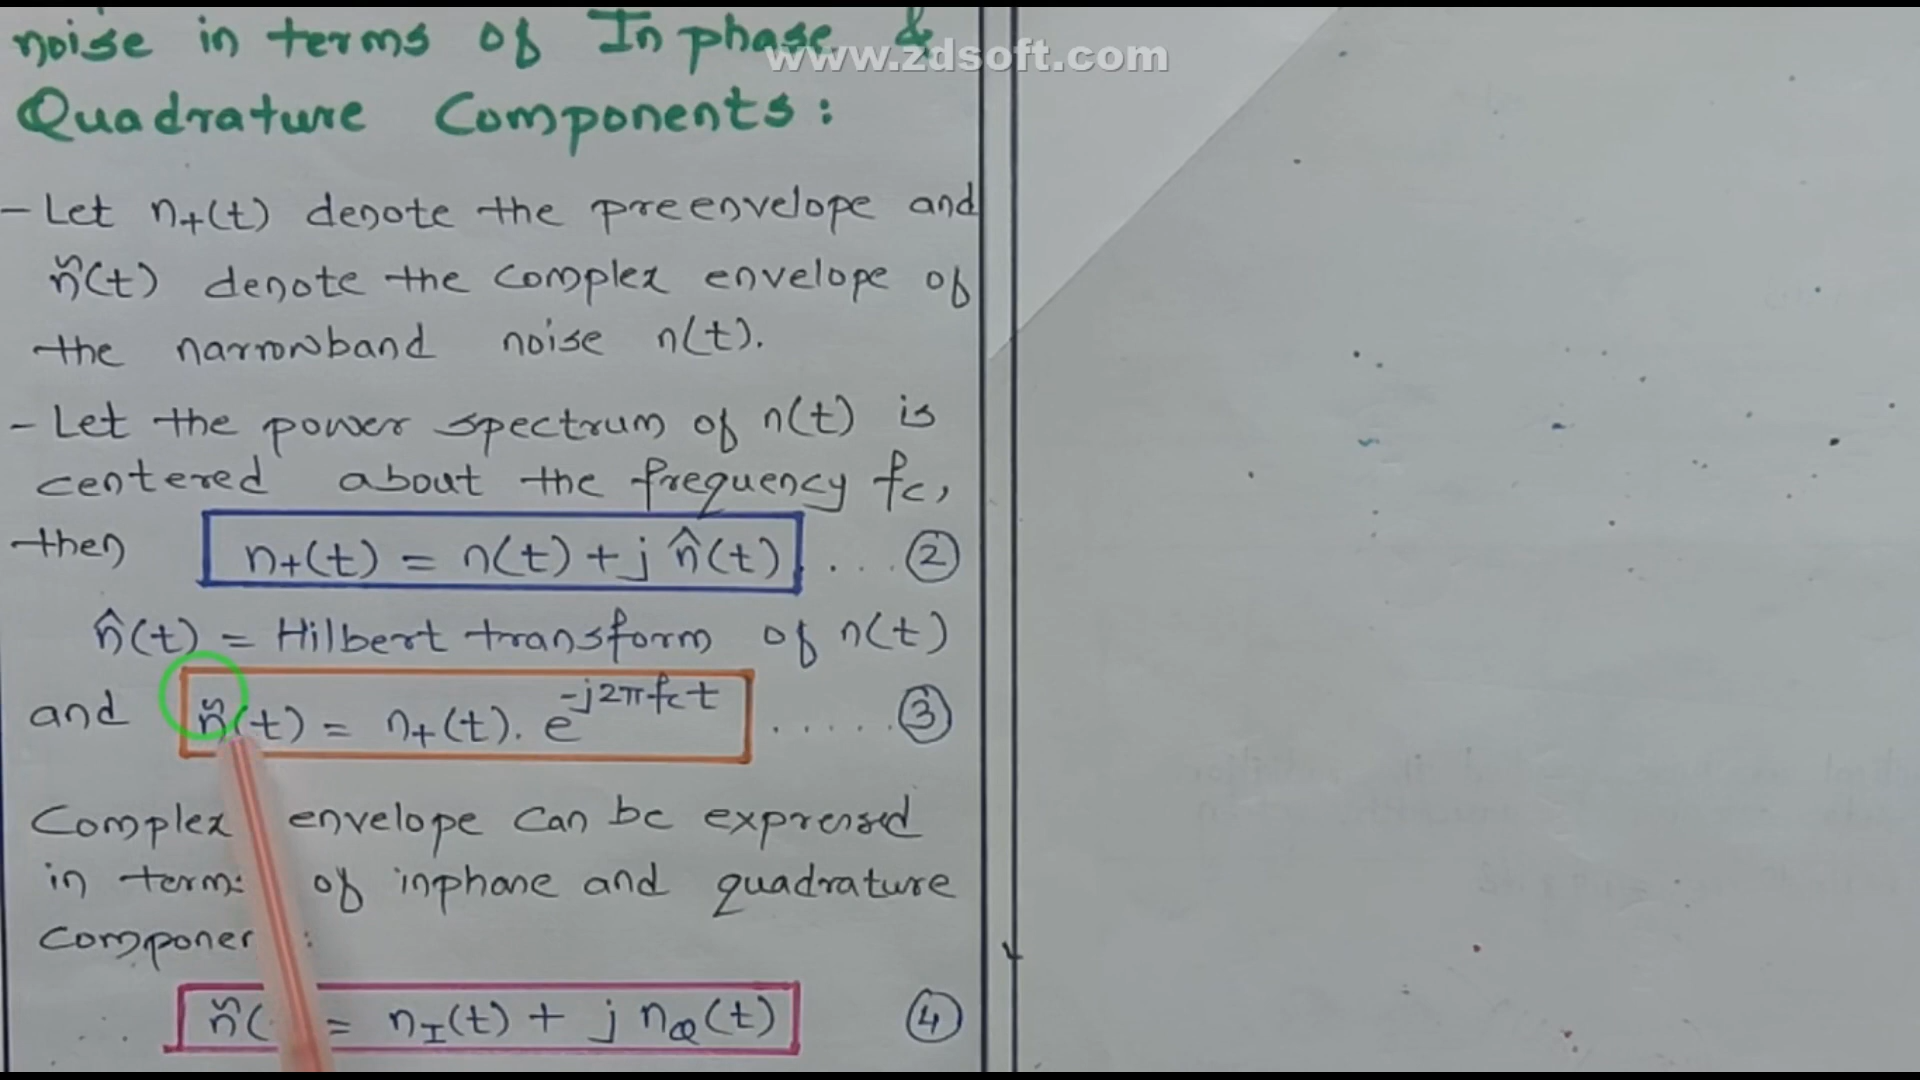 noise in terms of Inphase &
www.zdsoft.com
Quadrature Components:
- Let n+(t) denote the preenvelope and
ñ(t) denote the complex envelope of
the narrowband noise n(t).
- Let the power spectrum of n(t) is
centered about the frequency fc,
then n+(t) = n(t) + j n̂(t) .... ②
n̂(t) = Hilbert transform of n(t)
and ñ(t) = n+(t). e^-j2πfct ...... ③
Complex envelope can be expressed
in terms of inphase and quadrature
:
ñ( = nI(t) + j nQ(t) ④